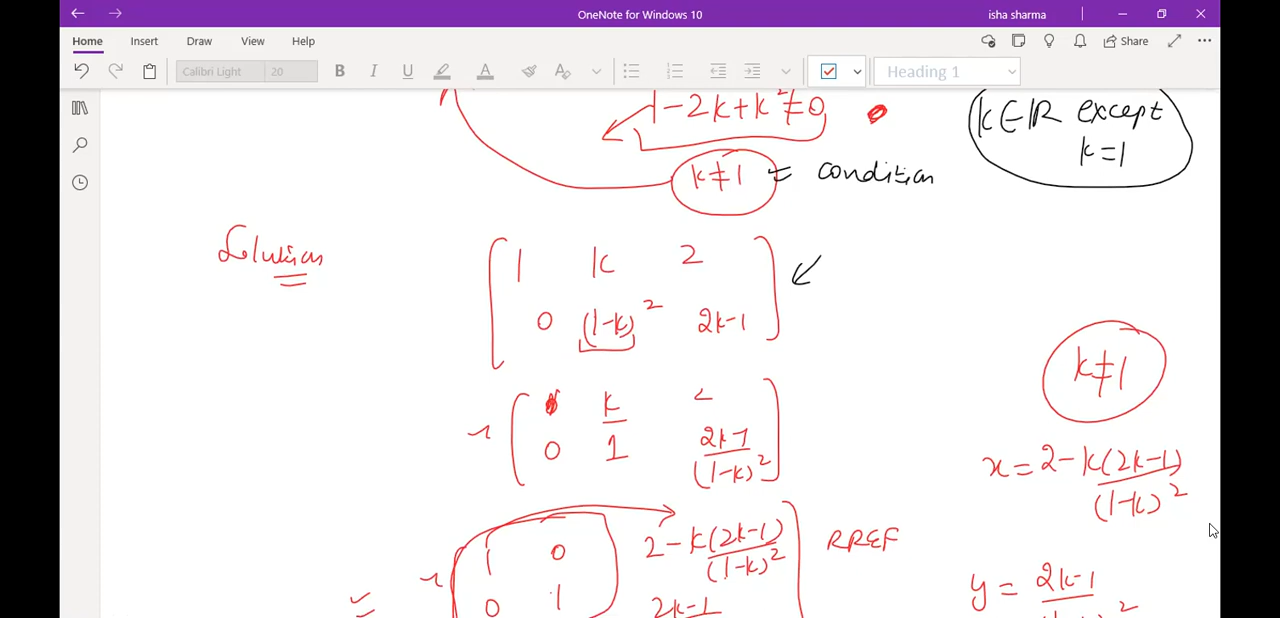 OneNote for Windows 10
isha sharma
Home Insert Draw View Help
Share
Calibri Light 20
B I U A
Heading 1
1-2k+k²≠0
k∈ℝ except
k=1
k≠1 = condition
Solution
1 k 2
0 (1-k)² 2k-1
k≠1
~ k 2
0 1 2k-1/(1-k)²
x = 2 - k(2k-1)/(1-k)²
~ 1 0 2 - k(2k-1)/(1-k)² RREF
0 1 2k-1
y = 2k-1